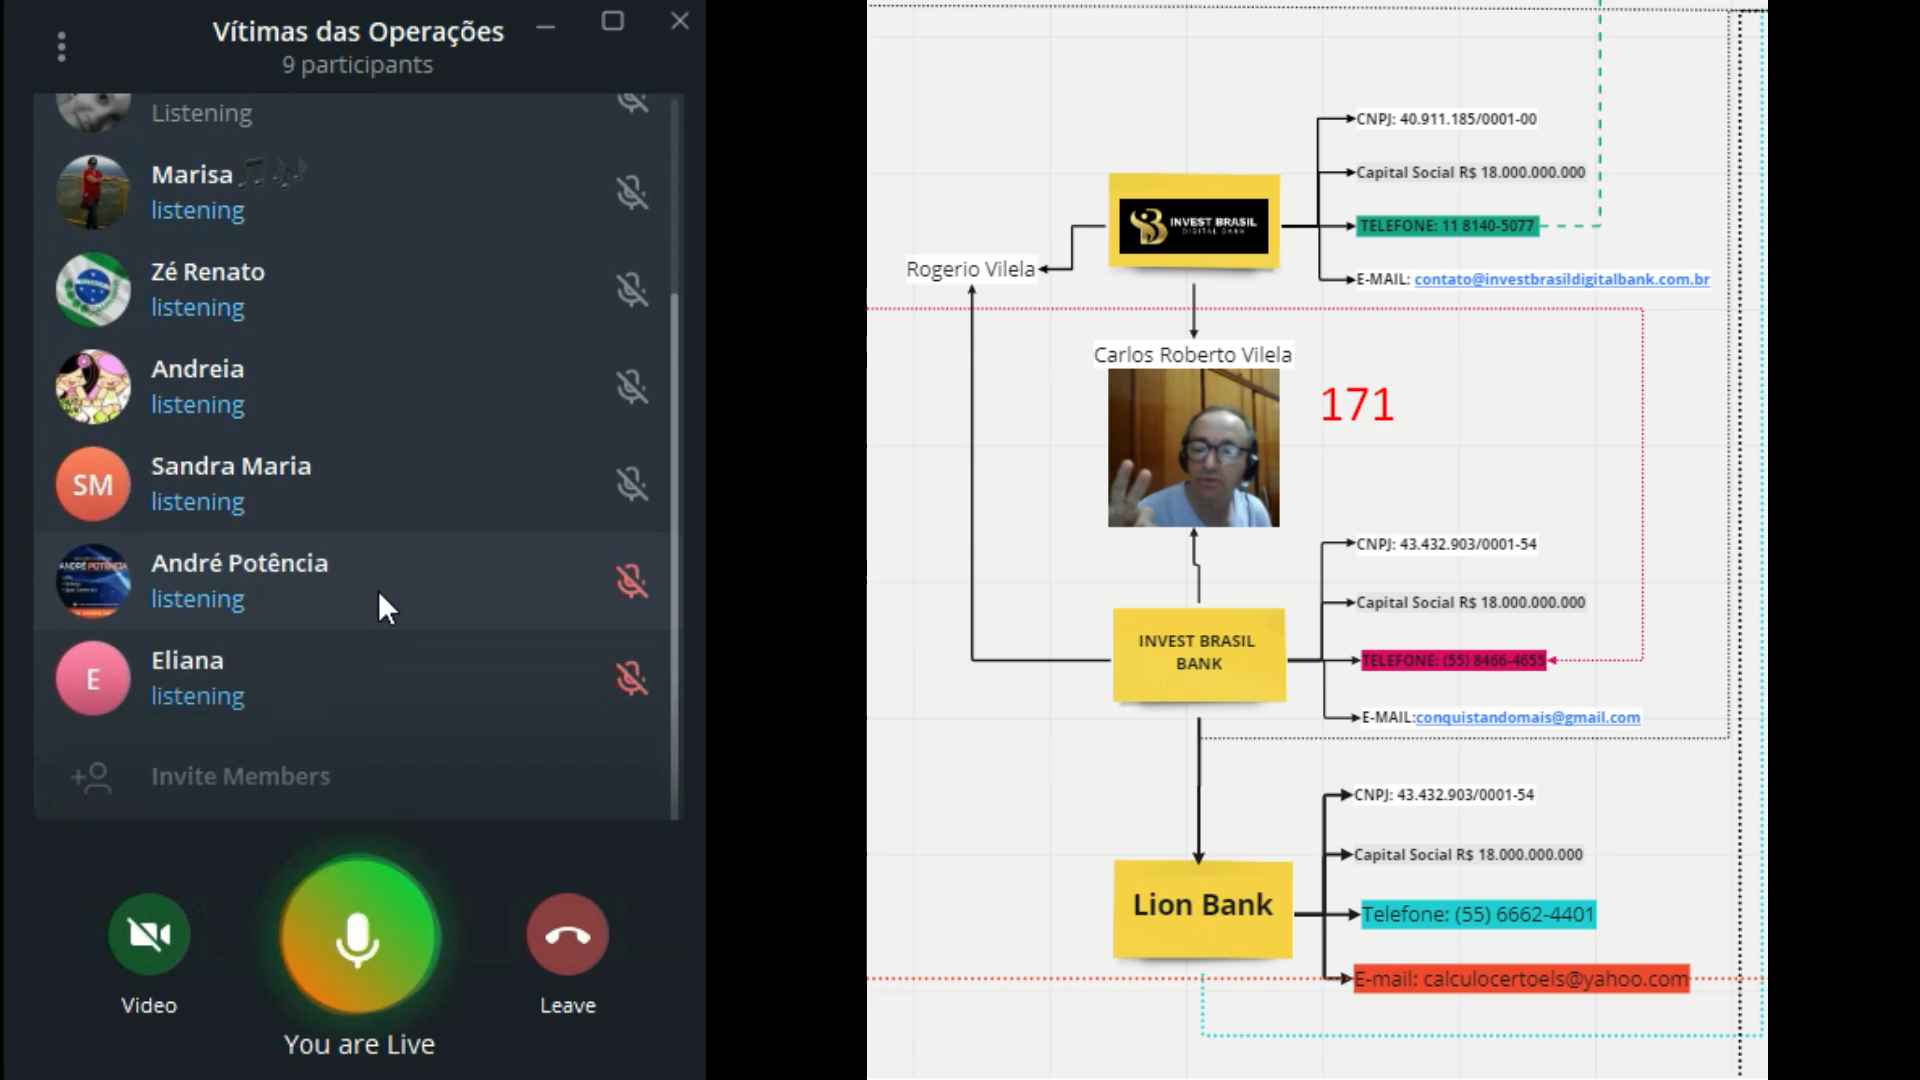 Vítimas das Operações
9 participants
Listening
Marisa
listening
Zé Renato
listening
Andreia
listening
SM
Sandra Maria
listening
ANDRÉ POTÊNCIA
André Potência
listening
E
Eliana
listening
Invite Members
Video
Leave
You are Live
CNPJ: 40.911.185/0001-00
Capital Social R$ 18.000.000.000
INVEST BRASIL
DIGITAL BANK
TELEFONE: 11 8140-5077
Rogerio Vilela
E-MAIL: contato@investbrasildigitalbank.com.br
Carlos Roberto Vilela
171
CNPJ: 43.432.903/0001-54
Capital Social R$ 18.000.000.000
INVEST BRASIL
BANK
TELEFONE: (55) 8466-4655
E-MAIL:conquistandomais@gmail.com
CNPJ: 43.432.903/0001-54
Capital Social R$ 18.000.000.000
Lion Bank
Telefone: (55) 6662-4401
E-mail: calculocertoels@yahoo.com